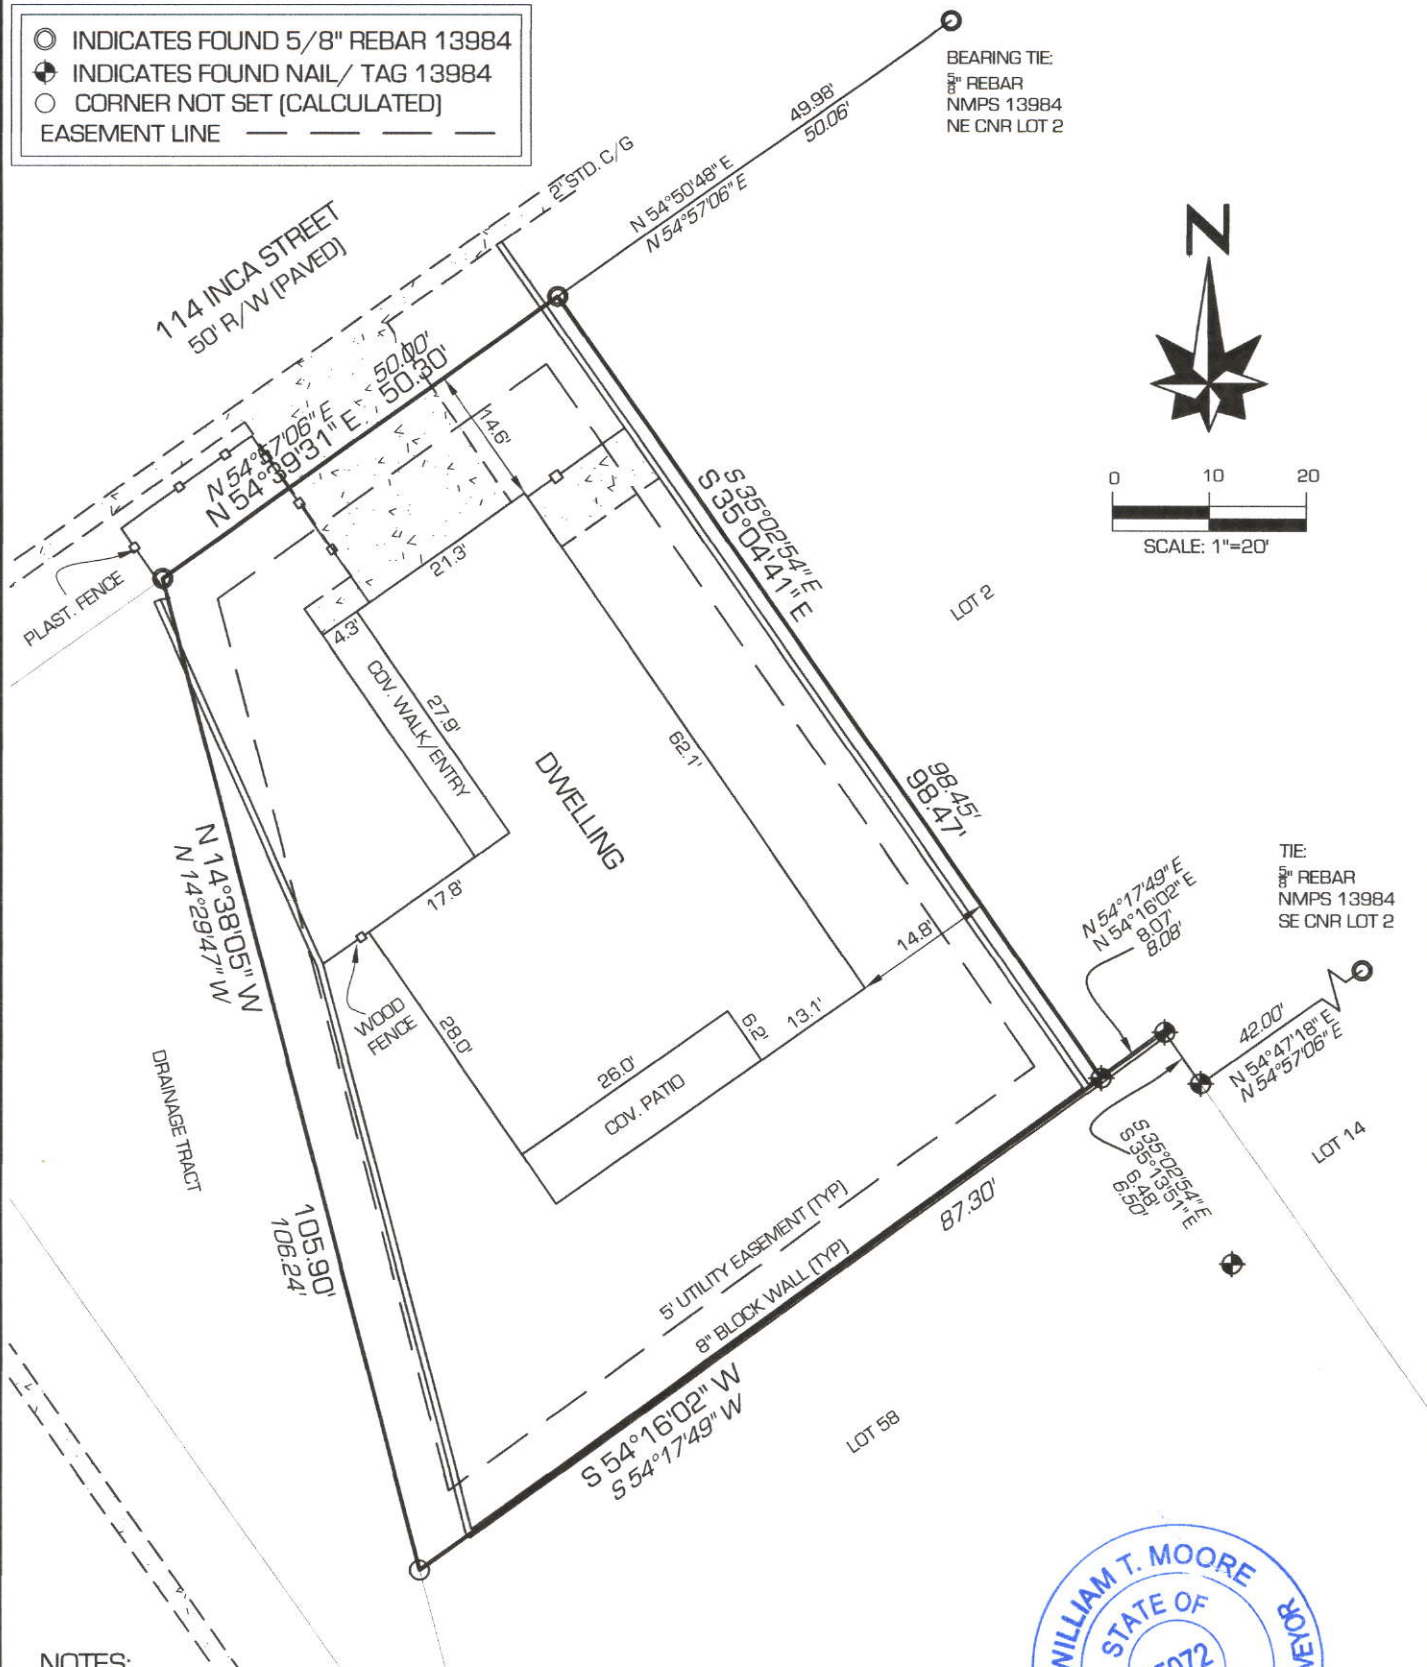 INDICATES FOUND 5/8" REBAR 13984
INDICATES FOUND NAIL/ TAG 13984
CORNER NOT SET (CALCULATED)
EASEMENT LINE
BEARING TIE:
5/8" REBAR
NMPS 13984
NE CNR LOT 2
49.98'
50.06'
N 54°50'48" E
N 54°57'06" E
2' STD. C/G
114 INCA STREET
50' R/W (PAVED)
N
0 10 20
SCALE: 1"=20'
50.00'
50.30'
N 54°57'06" E
N 54°39'31" E
14.6'
S 35°02'54" E
S 35°04'41" E
PLAST. FENCE
21.3'
4.3'
LOT 2
COV. WALK/ENTRY
27.9'
62.1'
DWELLING
98.45'
98.47'
N 14°38'05" W
N 14°29'47" W
17.8'
14.8'
TIE:
5/8" REBAR
NMPS 13984
SE CNR LOT 2
N 54°17'49" E
N 54°16'02" E
8.07'
8.08'
WOOD
FENCE
28.0'
26.0'
6.2'
13.1'
COV. PATIO
42.00'
N 54°47'18" E
N 54°57'06" E
DRAINAGE TRACT
S 35°02'54" E
S 35°13'51" E
6.48'
6.50'
LOT 14
105.90'
106.24'
5' UTILITY EASEMENT (TYP)
8" BLOCK WALL (TYP)
87.30'
S 54°16'02" W
S 54°17'49" W
LOT 58
WILLIAM T. MOORE
STATE OF
NOTES: